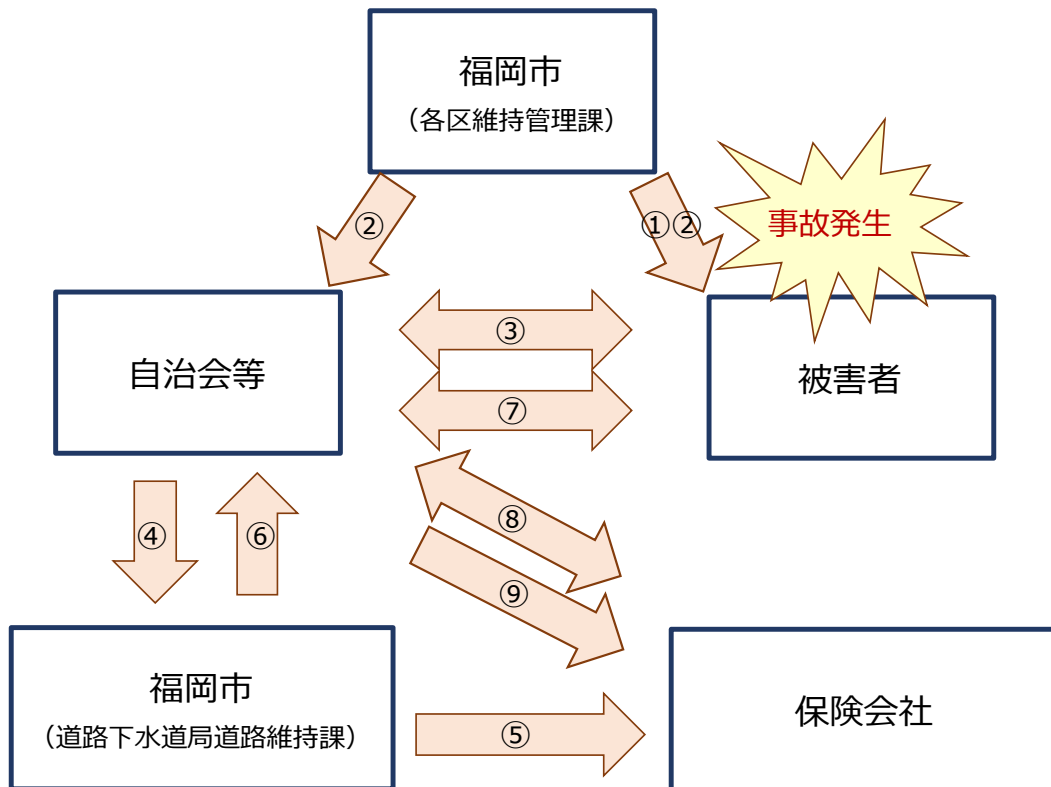 福岡市
（各区維持管理課）
②
①②
事故発生
自治会等
③
被害者
⑦
④
⑥
⑧
⑨
福岡市
（道路下水道局道路維持課）
⑤
保険会社